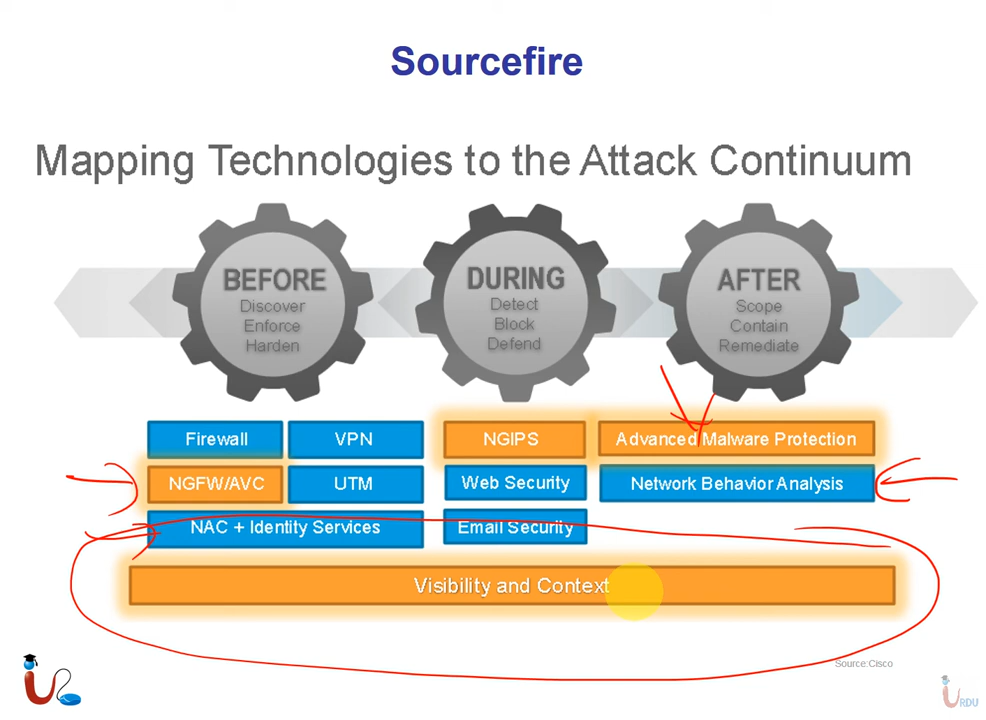 Sourcefire
Mapping Technologies to the Attack Continuum
BEFORE
Discover
Enforce
Harden
DURING
Detect
Block
Defend
AFTER
Scope
Contain
Remediate
Firewall
VPN
NGIPS
Advanced Malware Protection
NGFW/AVC
UTM
Web Security
Network Behavior Analysis
NAC + Identity Services
Email Security
Visibility and Context
Source:Cisco
URDU